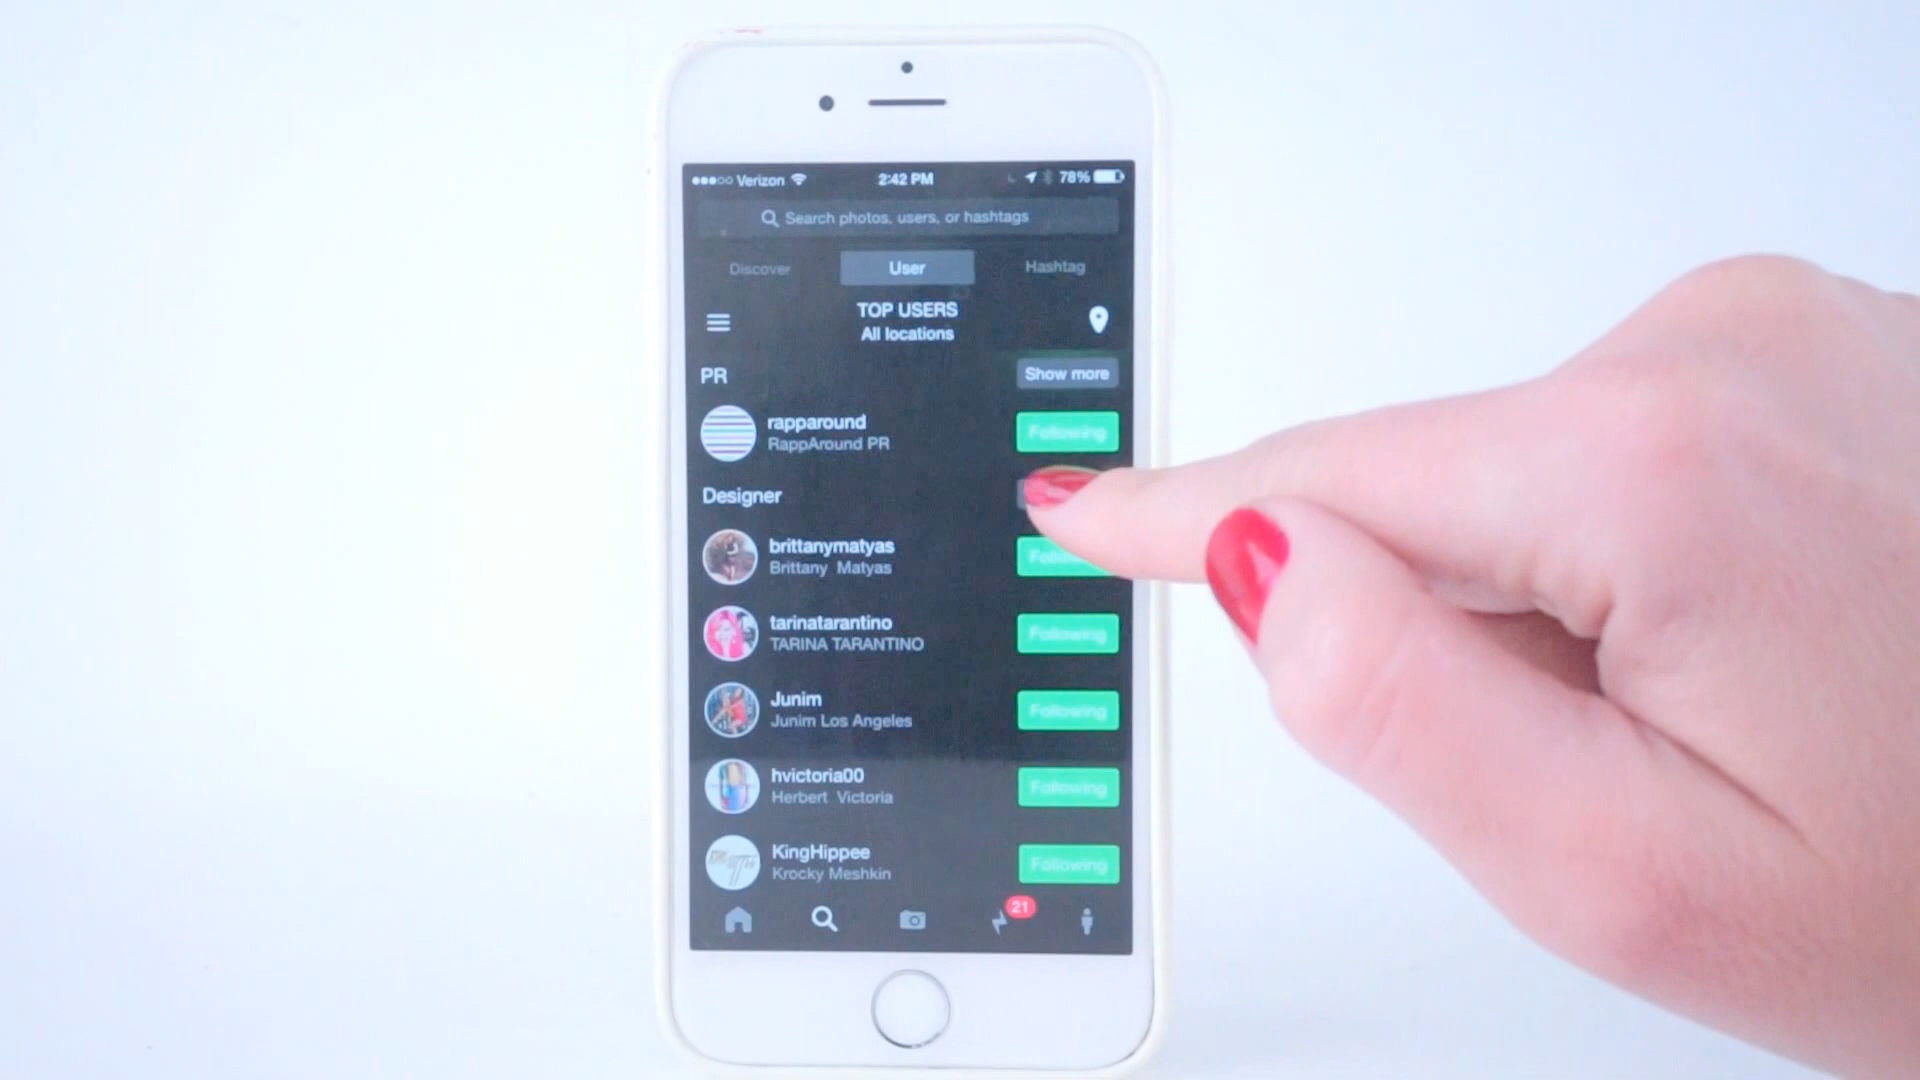 Verizon 2:42 PM 78%
Search photos, users, or hashtags
Discover User Hashtag
TOP USERS
All locations
PR Show more
rapparound
RappAround PR
Following
Designer
brittanymatyas
Brittany Matyas
tarinatarantino
TARINA TARANTINO
Following
Junim
Junim Los Angeles
Following
hvictoria00
Herbert Victoria
Following
KingHippee
Krocky Meshkin
Following
21